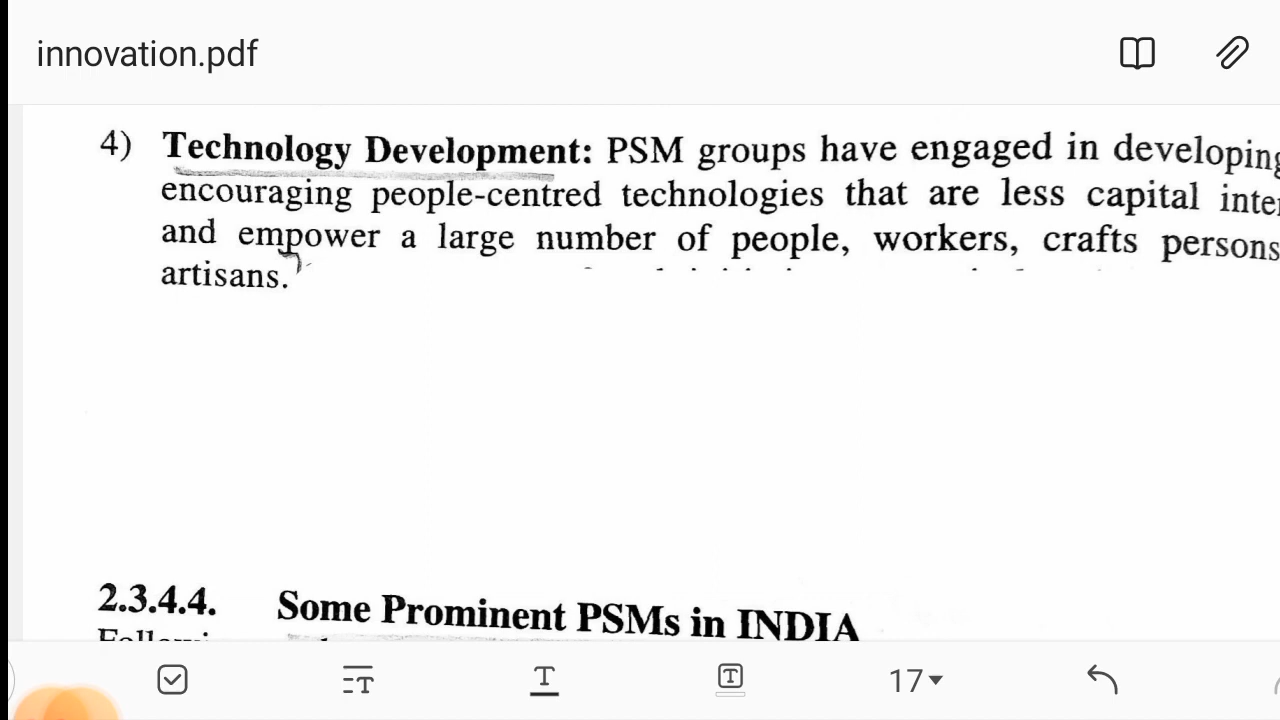 innovation.pdf
4) Technology Development: PSM groups have engaged in developing
encouraging people-centred technologies that are less capital
and empower a large number of people, workers, crafts persons
artisans.
2.3.4.4. Some Prominent PSMs in INDIA
T
T
T
17